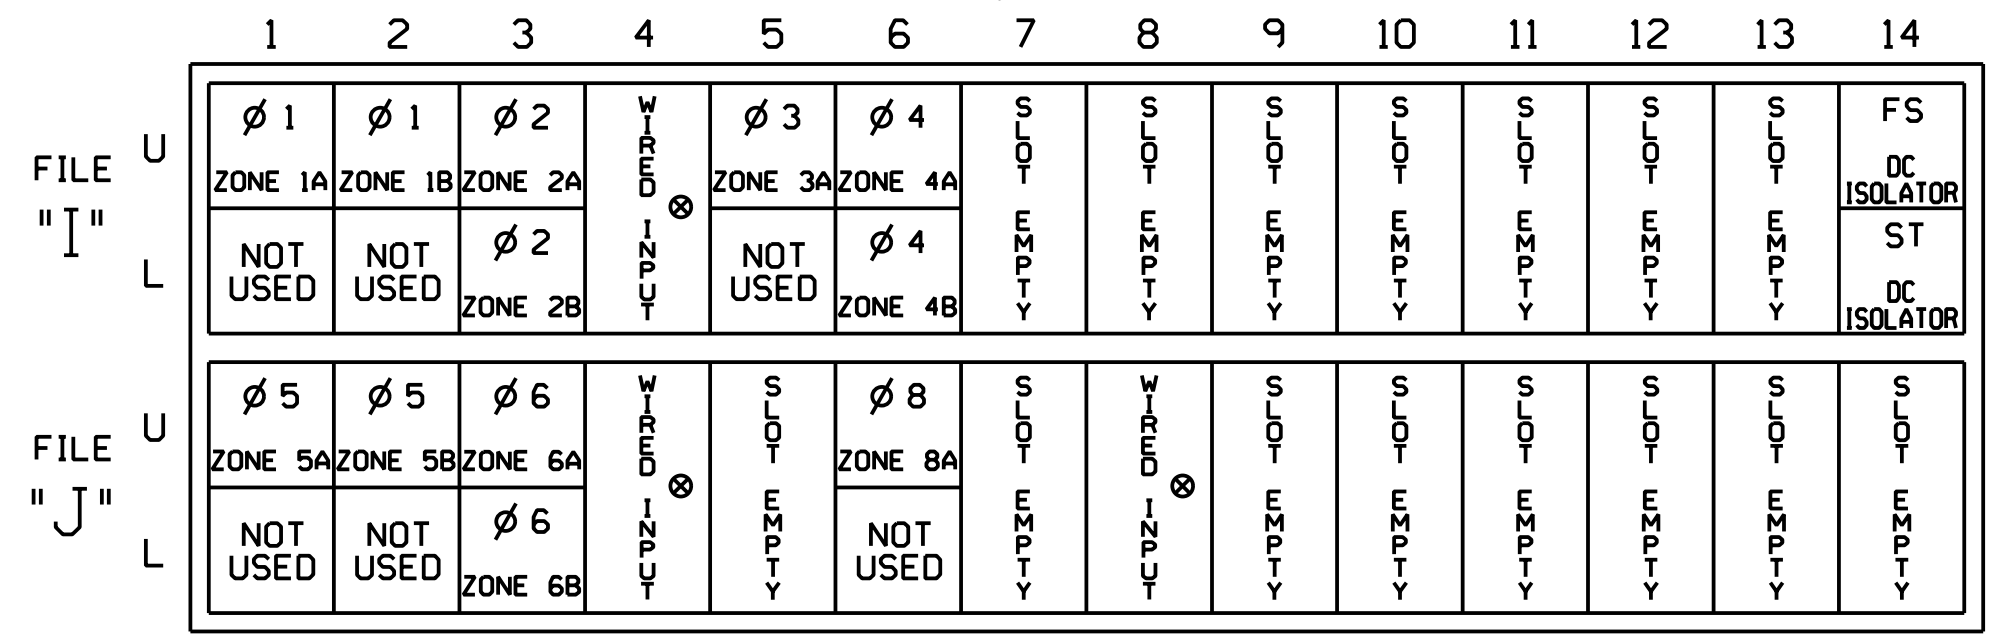 1 2 3 4 5 6 7 8 9 10 11 12 13 14
FILE "I"
U
L
Ø 1 ZONE 1A
Ø 1 ZONE 1B
Ø 2 ZONE 2A
WIRED INPUT
Ø 3 ZONE 3A
Ø 4 ZONE 4A
SLOT EMPTY
SLOT EMPTY
SLOT EMPTY
SLOT EMPTY
SLOT EMPTY
SLOT EMPTY
SLOT EMPTY
FS
DC
ISOLATOR
NOT
USED
NOT
USED
Ø 2 ZONE 2B
NOT
USED
Ø 4 ZONE 4B
ST
DC
ISOLATOR
FILE "J"
U
L
Ø 5 ZONE 5A
Ø 5 ZONE 5B
Ø 6 ZONE 6A
WIRED INPUT
SLOT EMPTY
Ø 8 ZONE 8A
SLOT EMPTY
WIRED INPUT
SLOT EMPTY
SLOT EMPTY
SLOT EMPTY
SLOT EMPTY
SLOT EMPTY
SLOT EMPTY
NOT
USED
NOT
USED
Ø 6 ZONE 6B
NOT
USED